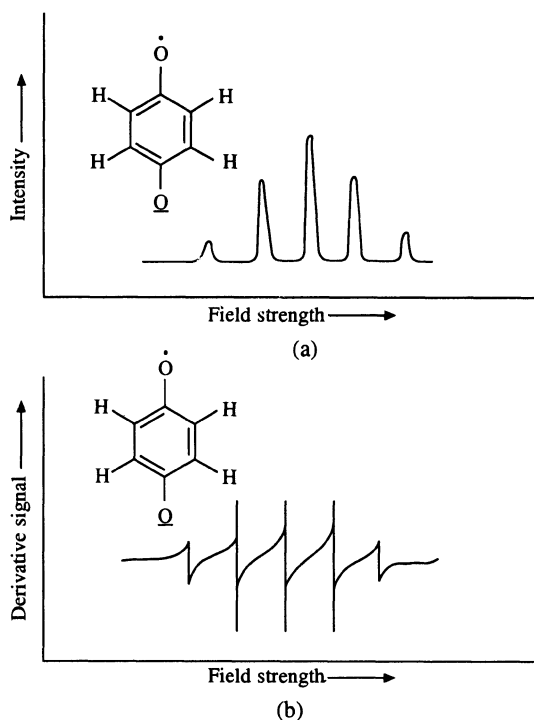 O
H H
H H
O
Intensity
Field strength
(a)
O
H H
H H
O
Derivative signal
Field strength
(b)